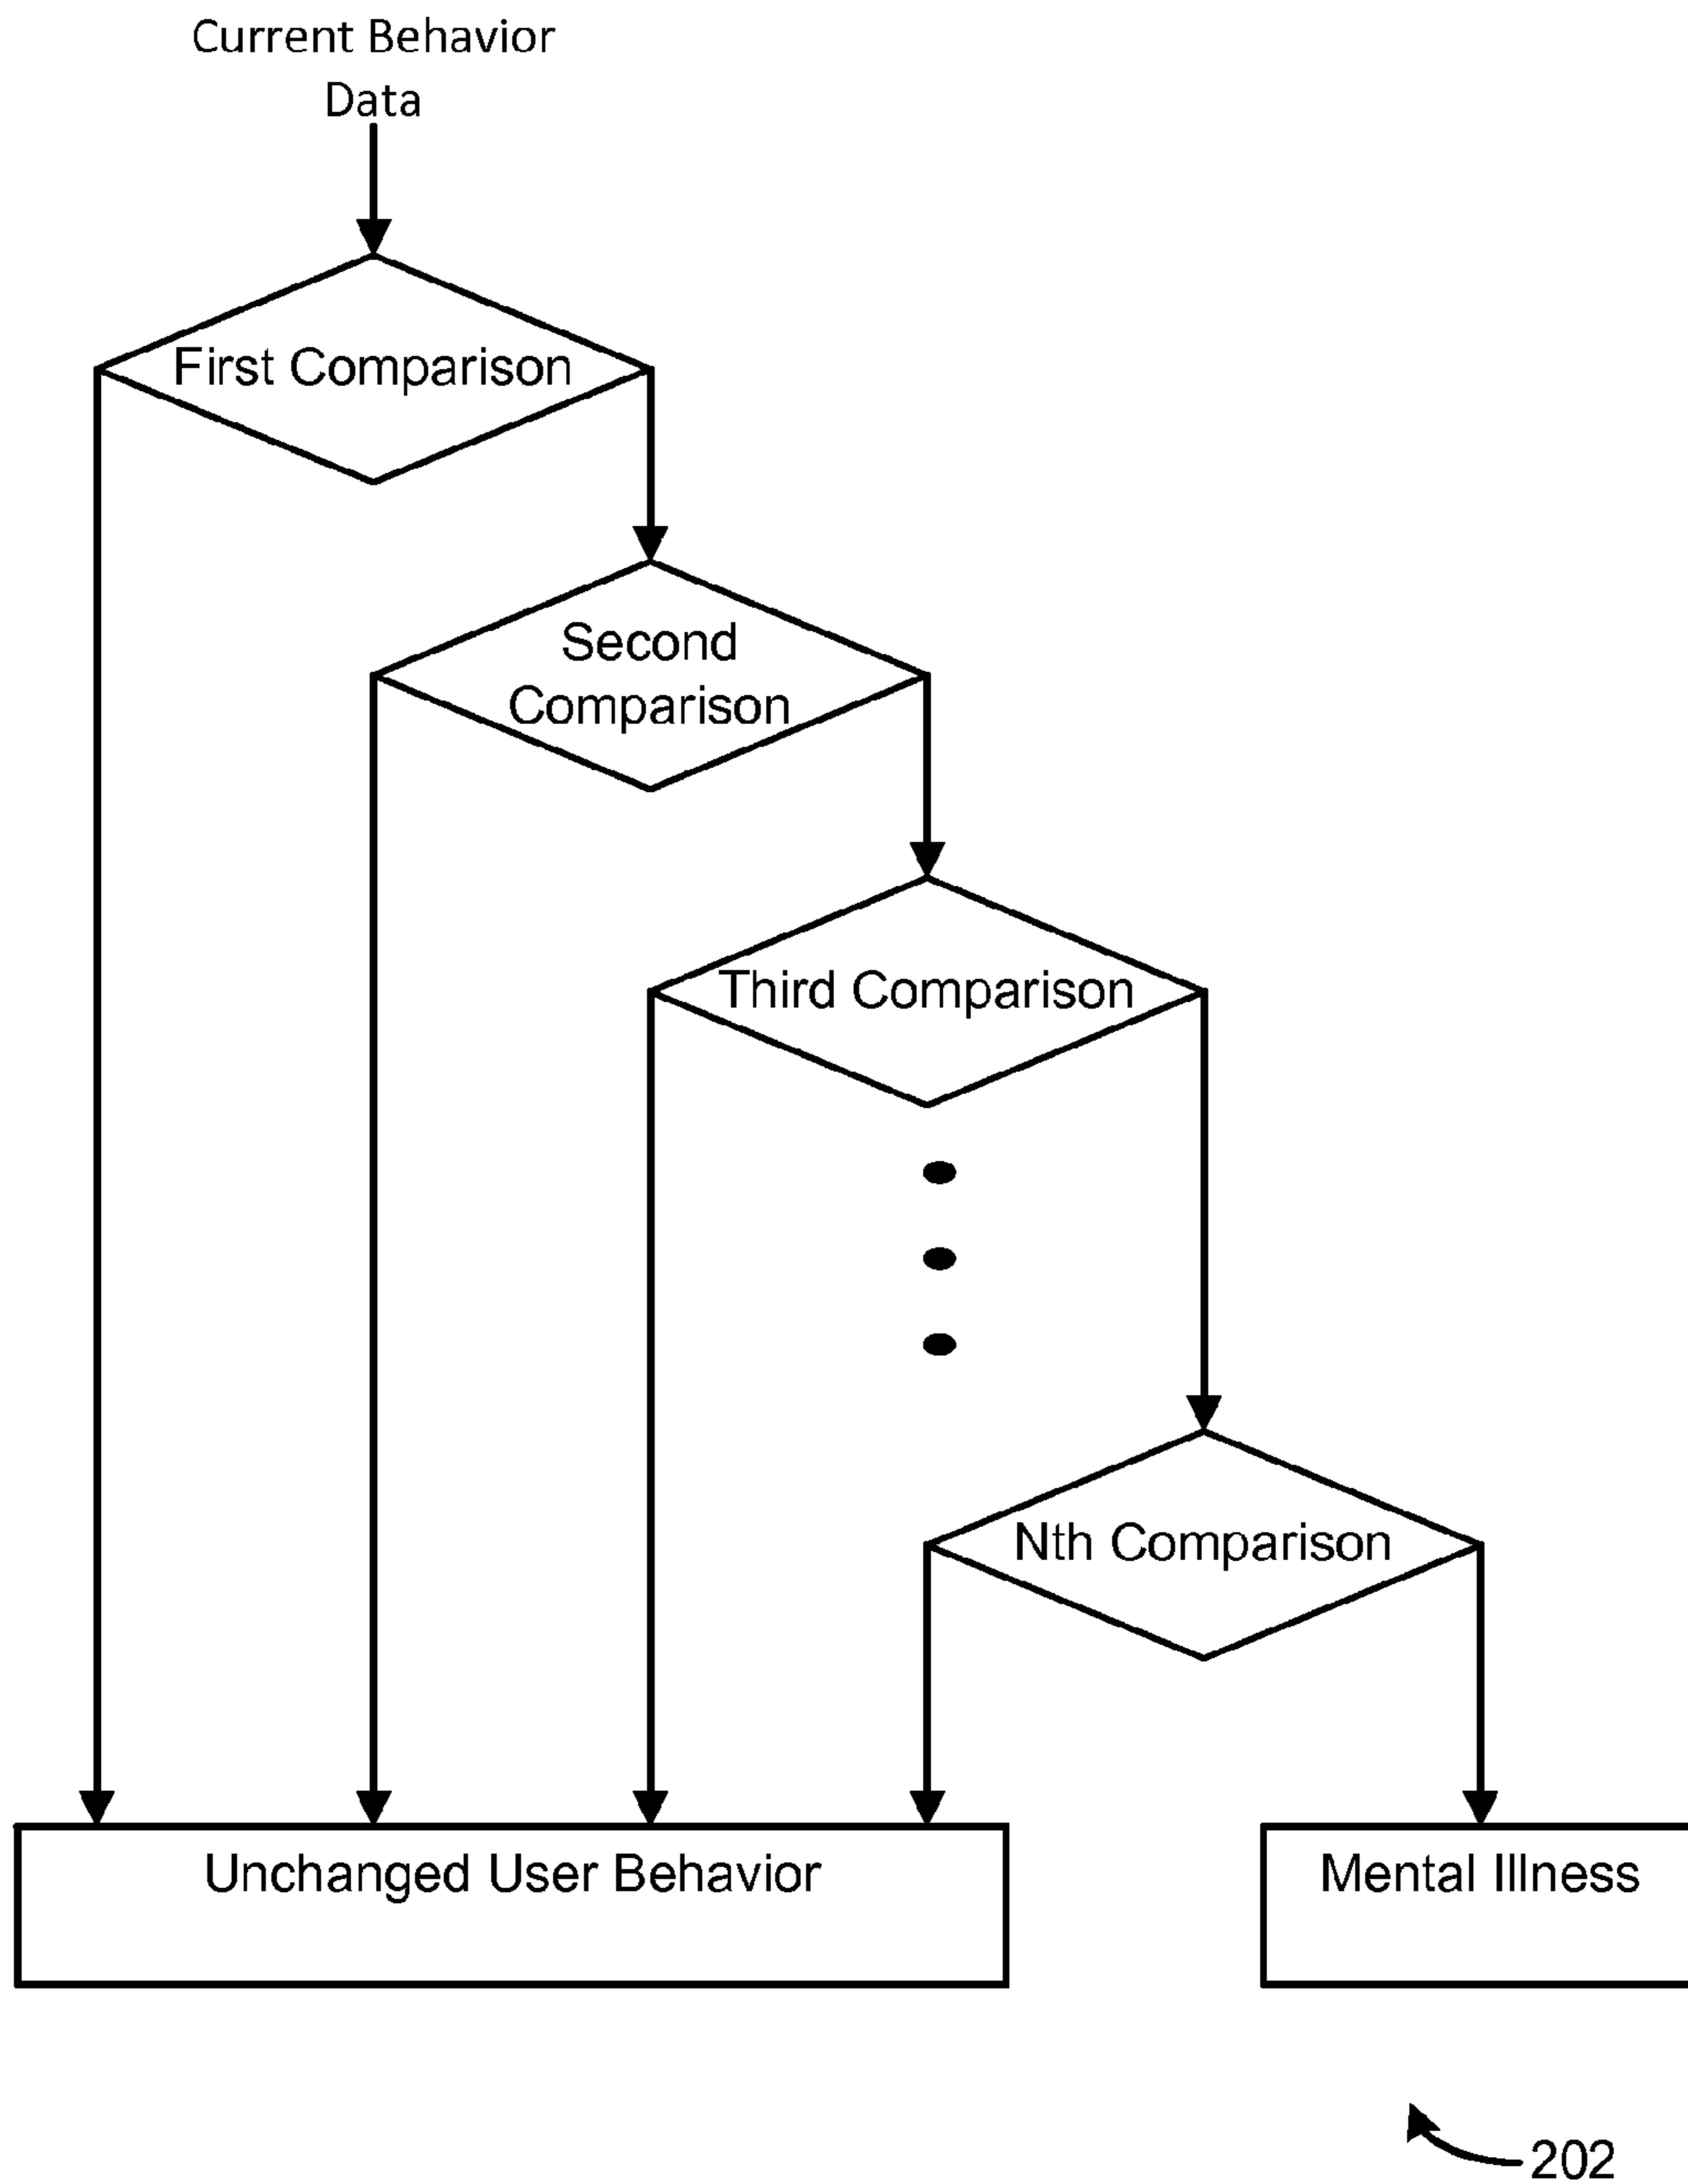 Current Behavior
Data
First Comparison
Second
Comparison
Third Comparison
Nth Comparison
Unchanged User Behavior
Mental Illness
202